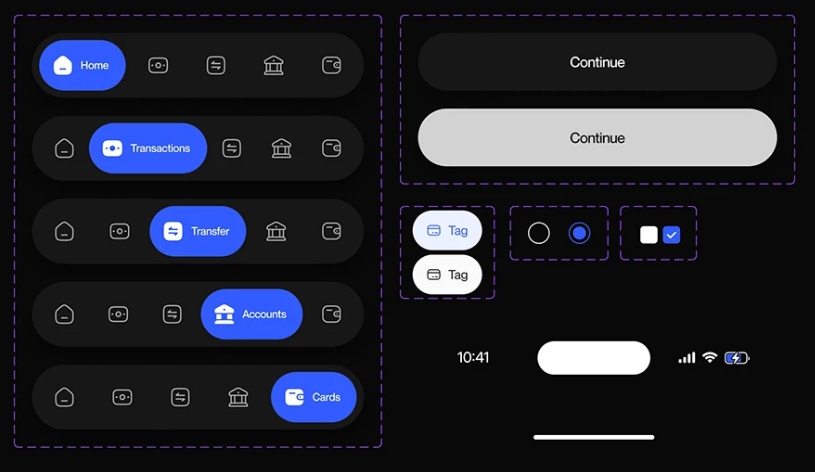 Home
Transactions
Transfer
Accounts
Cards
Continue
Continue
Tag
Tag
10:41